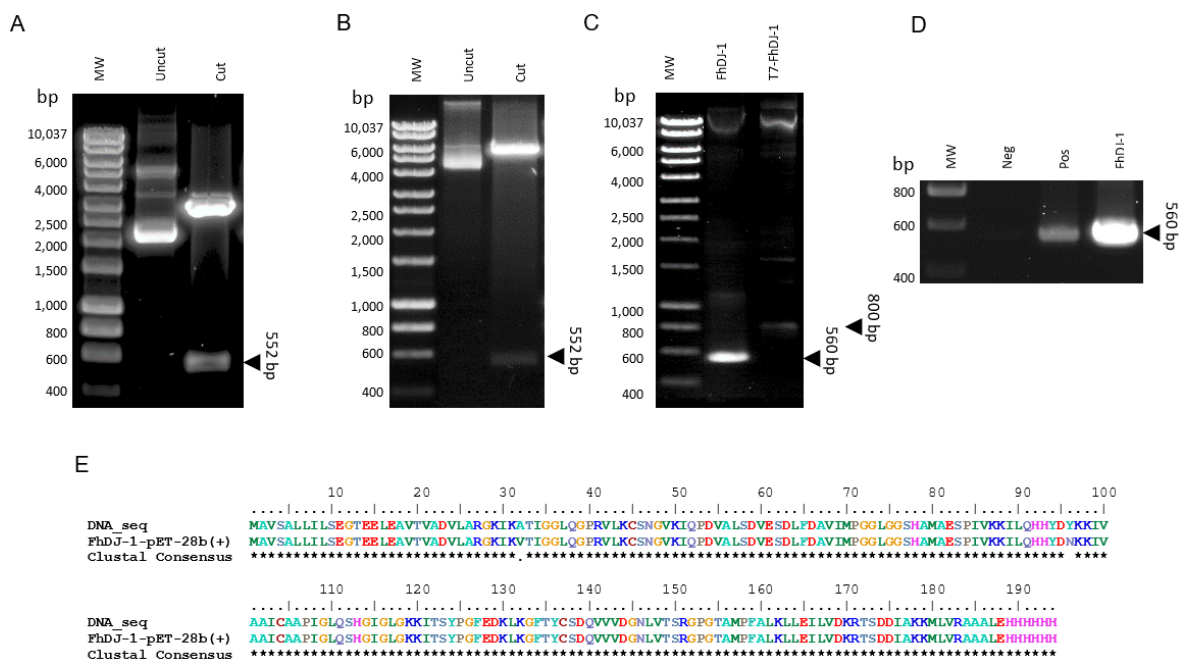 A
MW
Uncut
Cut
bp
10,037
6,000
4,000
2,500
2,000
1,500
1,000
800
600
400
552 bp
B
MW
Uncut
Cut
bp
10,037
6,000
4,000
3,000
2,500
2,000
1,500
1,000
800
600
400
552 bp
C
MW
FhDJ-1
T7-FhDJ-1
bp
10,037
6,000
4,000
2,500
2,000
1,500
1,000
800
600
400
800 bp
560 bp
D
MW
Neg
Pos
FhDJ-1
bp
800
600
400
560 bp
E
10 20 30 40 50 60 70 80 90 100
....|....|....|....|....|....|....|....|....|....|....|....|....|....|....|....|....|....|....|....|
DNA_seq MAVSALLILSEGTEELEAVTVADVLARGKIKATIGGLQGPRVLKCSNGVKIQPDVALSDVESDLFDAVIMPGGLGGSHAMAESPIVKKILQHHYDYKKIV
FhDJ-1-pET-28b(+) MAVSALLILSEGTEELEAVTVADVLARGKIKVTIGGLQGPRVLKCSNGVKIQPDVALSDVESDLFDAVIMPGGLGGSHAMAESPIVKKILQHHYDNKKIV
Clustal Consensus *******************************.*************************************************************** ****
110 120 130 140 150 160 170 180 190
....|....|....|....|....|....|....|....|....|....|....|....|....|....|....|....|....|....|....
DNA_seq AAICAAPIGLQSHGIGLGKKITSYPGFEDKLKGFTYCSDQVVVDGNLVTSRGPGTAMPFALKLLEILVDKRTSDDIAKKMLVRAAALEHHHHHH
FhDJ-1-pET-28b(+) AAICAAPIGLQSHGIGLGKKITSYPGFEDKLKGFTYCSDQVVVDGNLVTSRGPGTAMPFALKLLEILVDKRTSDDIAKKMLVRAAALEHHHHHH
Clustal Consensus **********************************************************************************************